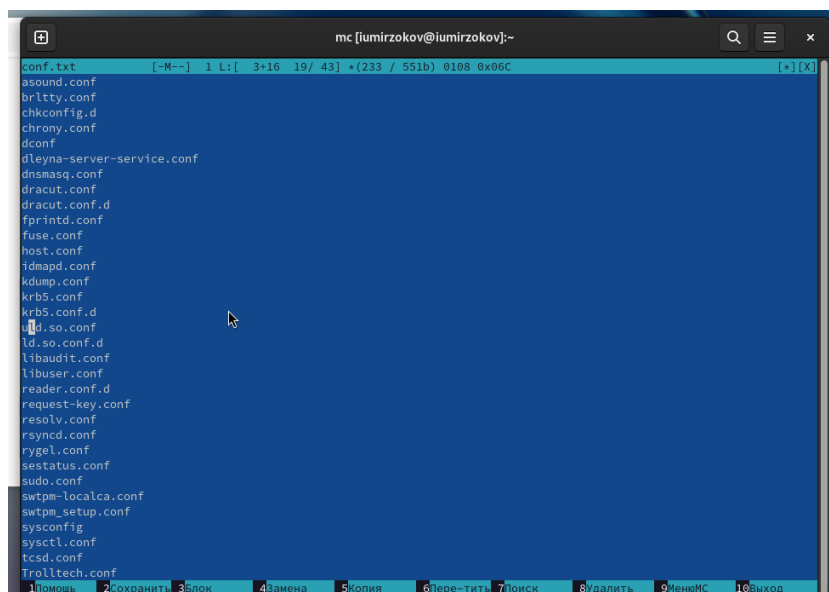 mc [iumirzokov@iumirzokov]:~
conf.txt [-M--] 1 L:[ 3+16 19/ 43] *(233 / 551b) 0108 0x06C [*][X]
asound.conf
brltty.conf
chkconfig.d
chrony.conf
dconf
dleyna-server-service.conf
dnsmasq.conf
dracut.conf
dracut.conf.d
fprintd.conf
fuse.conf
host.conf
idmapd.conf
kdump.conf
krb5.conf
krb5.conf.d
uld.so.conf
ld.so.conf.d
libaudit.conf
libuser.conf
reader.conf.d
request-key.conf
resolv.conf
rsyncd.conf
rygel.conf
sestatus.conf
sudo.conf
swtpm-localca.conf
swtpm_setup.conf
sysconfig
sysctl.conf
tcsd.conf
Trolltech.conf
1Помощь 2Сохранить 3Блок 4Замена 5Копия 6Пере~тить 7Поиск 8Удалить 9МенюMC 10Выход